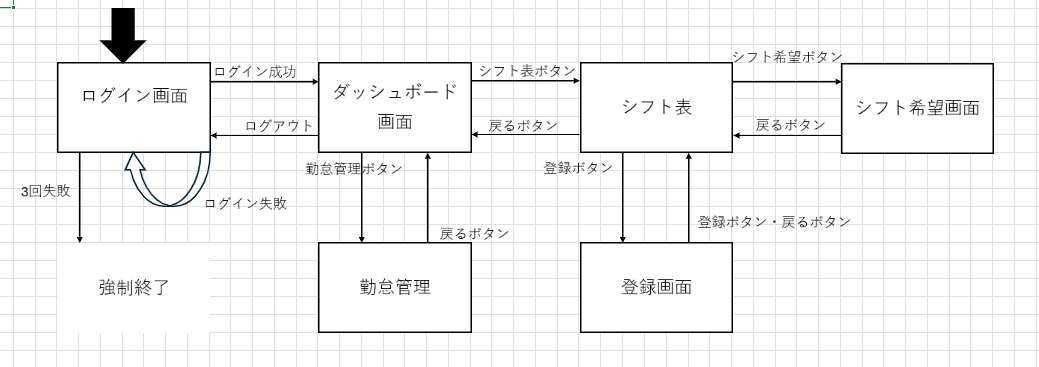 シフト希望ボタン
ログイン成功
シフト表ボタン
ログイン画面
ダッシュボード
画面
シフト表
シフト希望画面
ログアウト
戻るボタン
戻るボタン
勤怠管理ボタン
登録ボタン
3回失敗
ログイン失敗
登録ボタン・戻るボタン
戻るボタン
強制終了
勤怠管理
登録画面